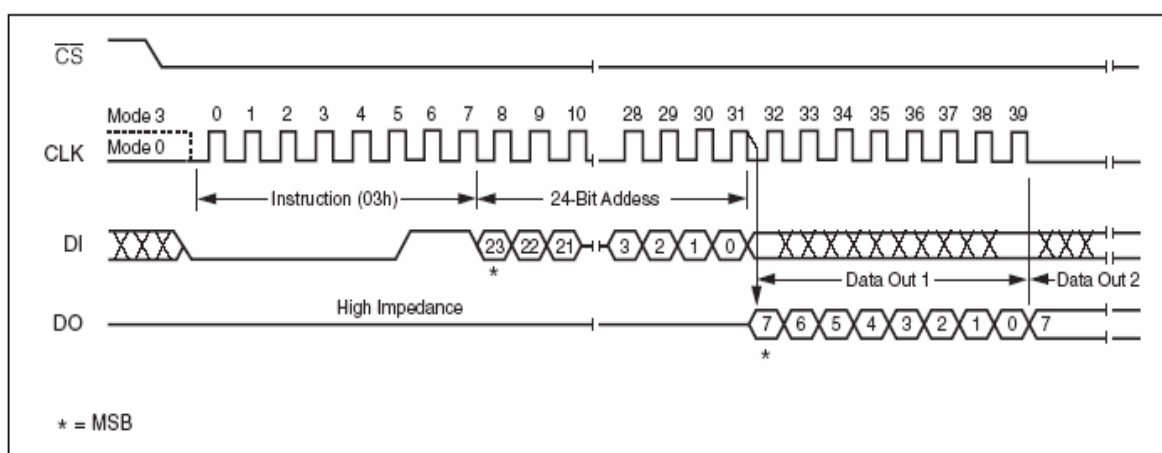 CS
Mode 3
0 1 2 3 4 5 6 7 8 9 10 28 29 30 31 32 33 34 35 36 37 38 39
CLK
Mode 0
Instruction (03h)
24-Bit Addess
DI
23 22 21 3 2 1 0
*
Data Out 1
Data Out 2
High Impedance
DO
7 6 5 4 3 2 1 0 7
*
* = MSB